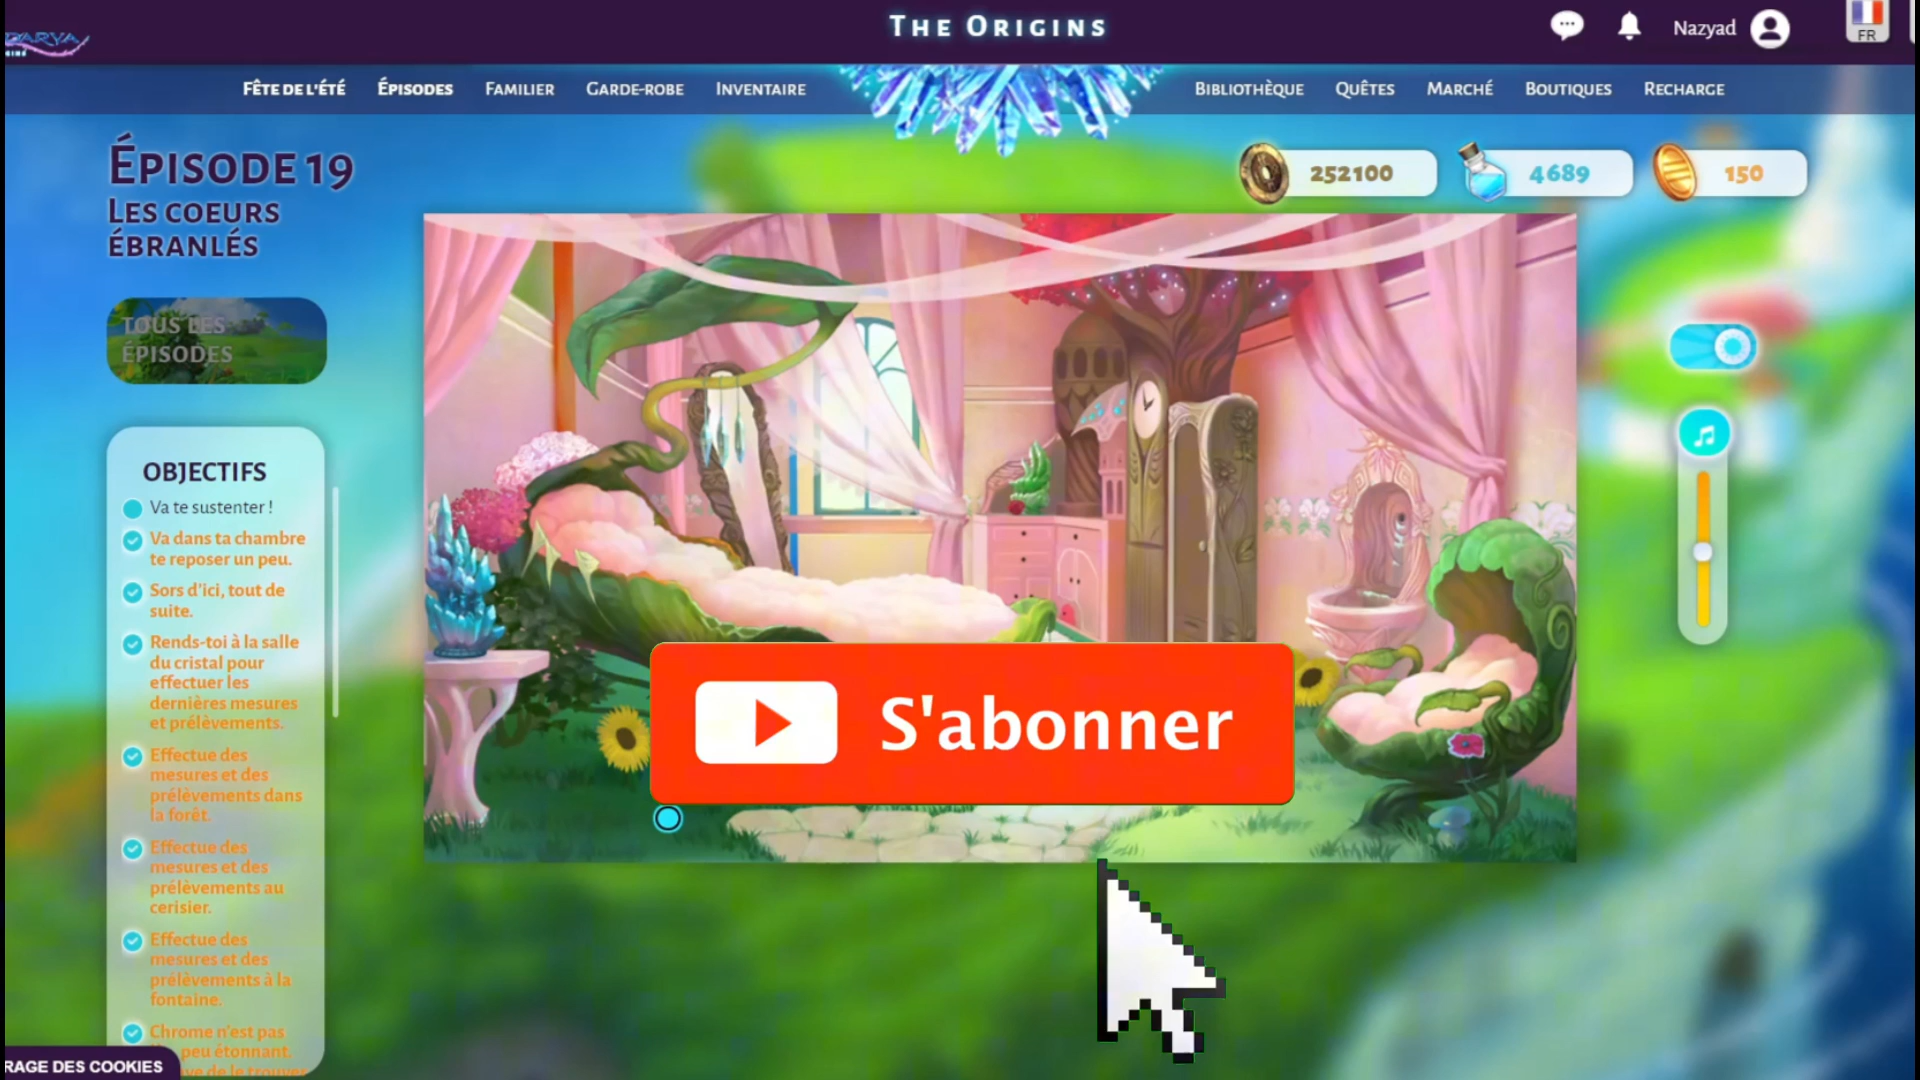 THE ORIGINS
DARYA
Nazyad
FR
FÊTE DE L'ÉTÉ
ÉPISODES
FAMILIER
GARDE-ROBE
INVENTAIRE
BIBLIOTHÈQUE
QUÊTES
MARCHÉ
BOUTIQUES
RECHARGE
ÉPISODE 19
LES COEURS
ÉBRANLÉS
252100
4689
150
TOUS LES
ÉPISODES
OBJECTIFS
Va te sustenter !
Va dans ta chambre
te reposer un peu.
Sors d'ici, tout de
suite.
Rends-toi à la salle
du cristal pour
effectuer les
dernières mesures
et prélèvements.
Effectue des
mesures et des
prélèvements dans
la forêt.
Effectue des
mesures et des
prélèvements au
cerisier.
Effectue des
mesures et des
prélèvements à la
fontaine.
Chrome n'est pas
peu étonnant.
de le trouver
S'abonner
RAGE DES COOKIES